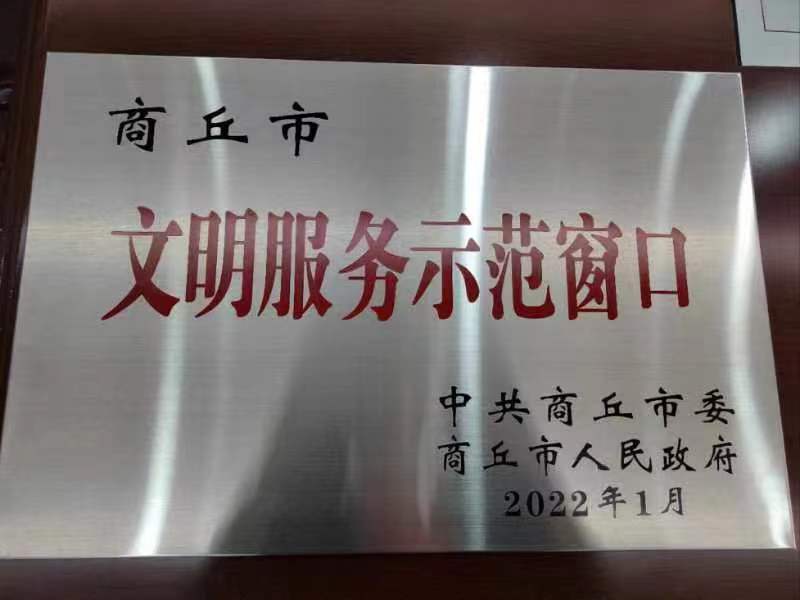 商丘市
文明服务示范窗口
中共商丘市委
商丘市人民政府
2022年1月